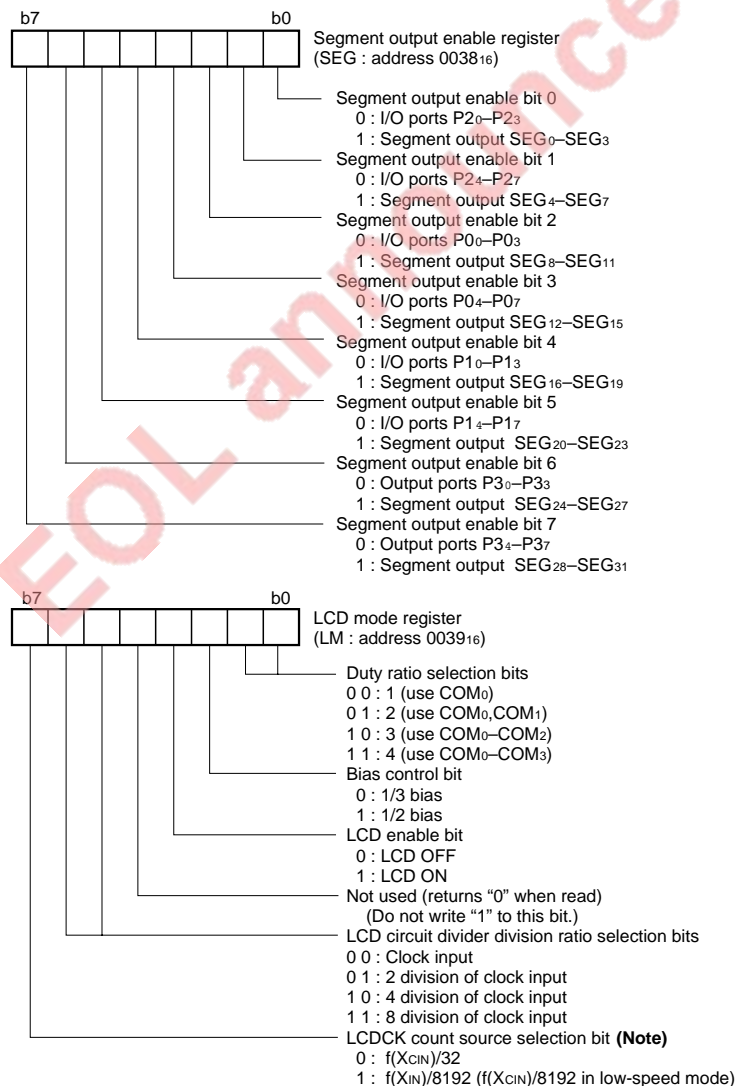 b7 b0
Segment output enable register
(SEG : address 003816)
Segment output enable bit 0
0 : I/O ports P20–P23
1 : Segment output SEG0–SEG3
Segment output enable bit 1
0 : I/O ports P24–P27
1 : Segment output SEG4–SEG7
Segment output enable bit 2
0 : I/O ports P00–P03
1 : Segment output SEG8–SEG11
Segment output enable bit 3
0 : I/O ports P04–P07
1 : Segment output SEG12–SEG15
Segment output enable bit 4
0 : I/O ports P10–P13
1 : Segment output SEG16–SEG19
Segment output enable bit 5
0 : I/O ports P14–P17
1 : Segment output SEG20–SEG23
Segment output enable bit 6
0 : Output ports P30–P33
1 : Segment output SEG24–SEG27
Segment output enable bit 7
0 : Output ports P34–P37
1 : Segment output SEG28–SEG31
b7 b0
LCD mode register
(LM : address 003916)
Duty ratio selection bits
0 0 : 1 (use COM0)
0 1 : 2 (use COM0,COM1)
1 0 : 3 (use COM0–COM2)
1 1 : 4 (use COM0–COM3)
Bias control bit
0 : 1/3 bias
1 : 1/2 bias
LCD enable bit
0 : LCD OFF
1 : LCD ON
Not used (returns “0” when read)
(Do not write “1” to this bit.)
LCD circuit divider division ratio selection bits
0 0 : Clock input
0 1 : 2 division of clock input
1 0 : 4 division of clock input
1 1 : 8 division of clock input
LCDCK count source selection bit (Note)
0 : f(XCIN)/32
1 : f(XIN)/8192 (f(XCIN)/8192 in low-speed mode)
EOL announce